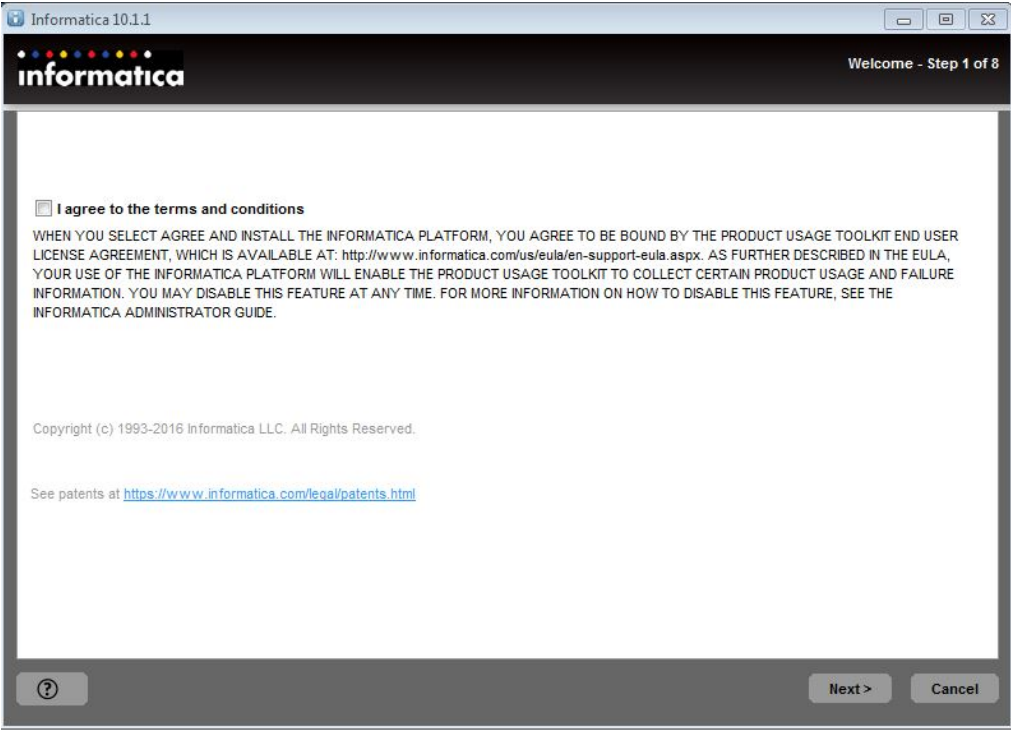 Informatica 10.1.1
informatica
Welcome - Step 1 of 8
I agree to the terms and conditions
WHEN YOU SELECT AGREE AND INSTALL THE INFORMATICA PLATFORM, YOU AGREE TO BE BOUND BY THE PRODUCT USAGE TOOLKIT END USER
LICENSE AGREEMENT, WHICH IS AVAILABLE AT: http://www.informatica.com/us/eula/en-support-eula.aspx. AS FURTHER DESCRIBED IN THE EULA,
YOUR USE OF THE INFORMATICA PLATFORM WILL ENABLE THE PRODUCT USAGE TOOLKIT TO COLLECT CERTAIN PRODUCT USAGE AND FAILURE
INFORMATION. YOU MAY DISABLE THIS FEATURE AT ANY TIME. FOR MORE INFORMATION ON HOW TO DISABLE THIS FEATURE, SEE THE
INFORMATICA ADMINISTRATOR GUIDE.
Copyright (c) 1993-2016 Informatica LLC. All Rights Reserved.
See patents at https://www.informatica.com/legal/patents.html
?
Next >
Cancel